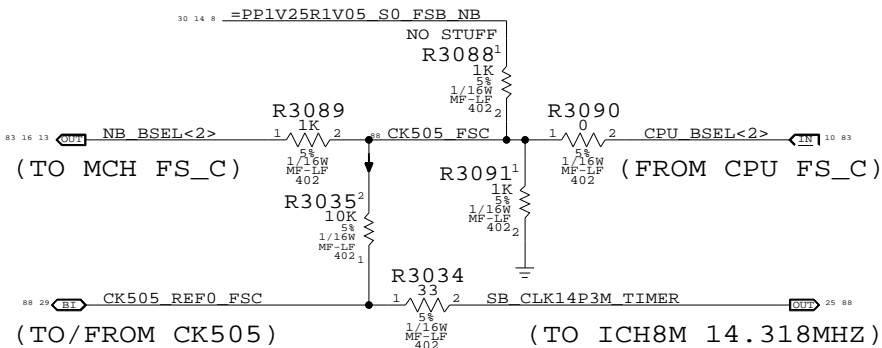 30 14 8 =PP1V25R1V05_S0_FSB_NB
NO STUFF
R3088 1
1K
5%
1/16W
MF-LF
402 2
R3089
1K
1 2
5%
1/16W
MF-LF
402
83 16 13 OUT NB_BSEL<2>
(TO MCH FS_C)
88 CK505_FSC
R3090
0
1 2
5%
1/16W
MF-LF
402
CPU_BSEL<2> IN 10 83
(FROM CPU FS_C)
R3091 1
1K
5%
1/16W
MF-LF
402 2
R3035 2
10K
5%
1/16W
MF-LF
402 1
R3034
33
1 2
5%
1/16W
MF-LF
402
88 29 BI CK505_REF0_FSC
(TO/FROM CK505)
SB_CLK14P3M_TIMER OUT 25 88
(TO ICH8M 14.318MHZ)